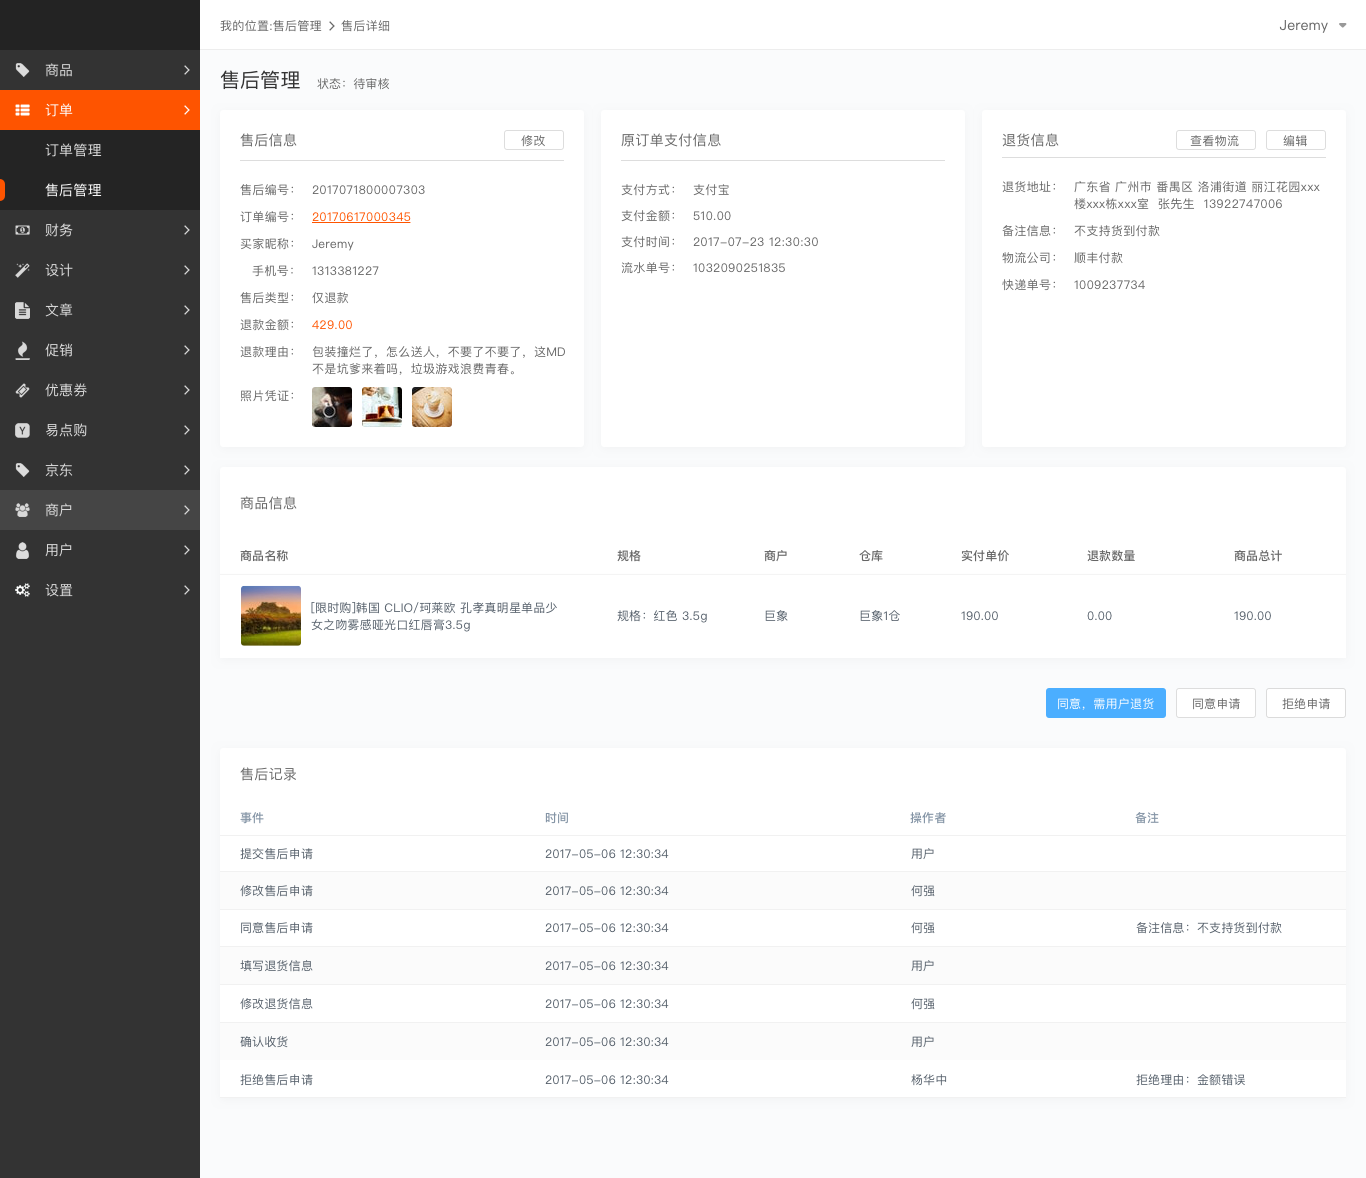 我的位置:售后管理 > 售后详细
Jeremy
商品
订单
订单管理
售后管理
财务
设计
文章
促销
优惠券
易点购
京东
商户
用户
设置
售后管理 状态：待审核
售后信息 修改
售后编号： 2017071800007303
订单编号： 20170617000345
买家昵称： Jeremy
手机号： 1313381227
售后类型： 仅退款
退款金额： 429.00
退款理由： 包装撞烂了，怎么送人，不要了不要了，这MD
不是坑爹来着吗，垃圾游戏浪费青春。
照片凭证：
原订单支付信息
支付方式： 支付宝
支付金额： 510.00
支付时间： 2017-07-23 12:30:30
流水单号： 1032090251835
退货信息 查看物流 编辑
退货地址： 广东省 广州市 番禺区 洛浦街道 丽江花园xxx
楼xxx栋xxx室 张先生 13922747006
备注信息： 不支持货到付款
物流公司： 顺丰付款
快递单号： 1009237734
商品信息
商品名称 规格 商户 仓库 实付单价 退款数量 商品总计
[限时购]韩国 CLIO/珂莱欧 孔孝真明星单品少
女之吻雾感哑光口红唇膏3.5g
规格：红色 3.5g 巨象 巨象1仓 190.00 0.00 190.00
同意，需用户退货 同意申请 拒绝申请
售后记录
事件 时间 操作者 备注
提交售后申请 2017-05-06 12:30:34 用户
修改售后申请 2017-05-06 12:30:34 何强
同意售后申请 2017-05-06 12:30:34 何强 备注信息：不支持货到付款
填写退货信息 2017-05-06 12:30:34 用户
修改退货信息 2017-05-06 12:30:34 何强
确认收货 2017-05-06 12:30:34 用户
拒绝售后申请 2017-05-06 12:30:34 杨华中 拒绝理由：金额错误